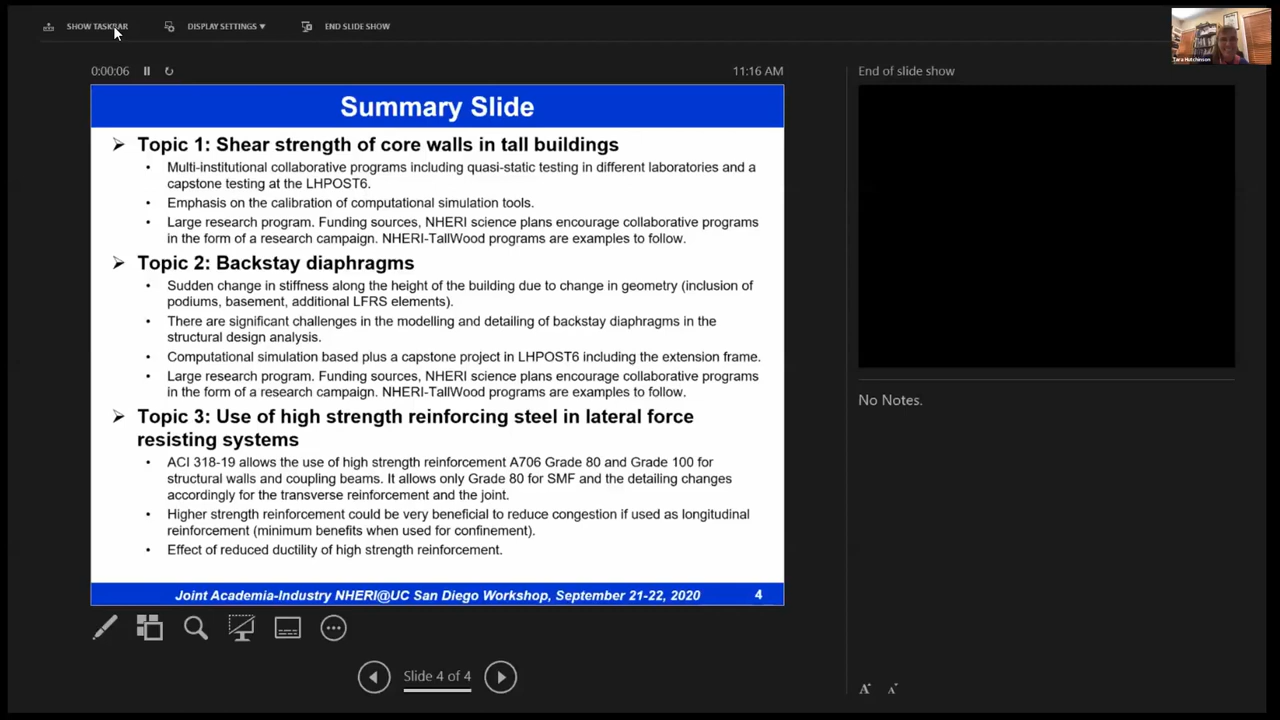 SHOW TASKBAR
DISPLAY SETTINGS
END SLIDE SHOW
Tara Hutchinson
0:00:06
11:16 AM
End of slide show
Summary Slide
Topic 1: Shear strength of core walls in tall buildings
Multi-institutional collaborative programs including quasi-static testing in different laboratories and a
capstone testing at the LHPOST6.
Emphasis on the calibration of computational simulation tools.
Large research program. Funding sources, NHERI science plans encourage collaborative programs
in the form of a research campaign. NHERI-TallWood programs are examples to follow.
Topic 2: Backstay diaphragms
Sudden change in stiffness along the height of the building due to change in geometry (inclusion of
podiums, basement, additional LFRS elements).
There are significant challenges in the modelling and detailing of backstay diaphragms in the
structural design analysis.
Computational simulation based plus a capstone project in LHPOST6 including the extension frame.
Large research program. Funding sources, NHERI science plans encourage collaborative programs
in the form of a research campaign. NHERI-TallWood programs are examples to follow.
Topic 3: Use of high strength reinforcing steel in lateral force
resisting systems
ACI 318-19 allows the use of high strength reinforcement A706 Grade 80 and Grade 100 for
structural walls and coupling beams. It allows only Grade 80 for SMF and the detailing changes
accordingly for the transverse reinforcement and the joint.
Higher strength reinforcement could be very beneficial to reduce congestion if used as longitudinal
reinforcement (minimum benefits when used for confinement).
Effect of reduced ductility of high strength reinforcement.
Joint Academia-Industry NHERI@UC San Diego Workshop, September 21-22, 2020
4
No Notes.
Slide 4 of 4
A A